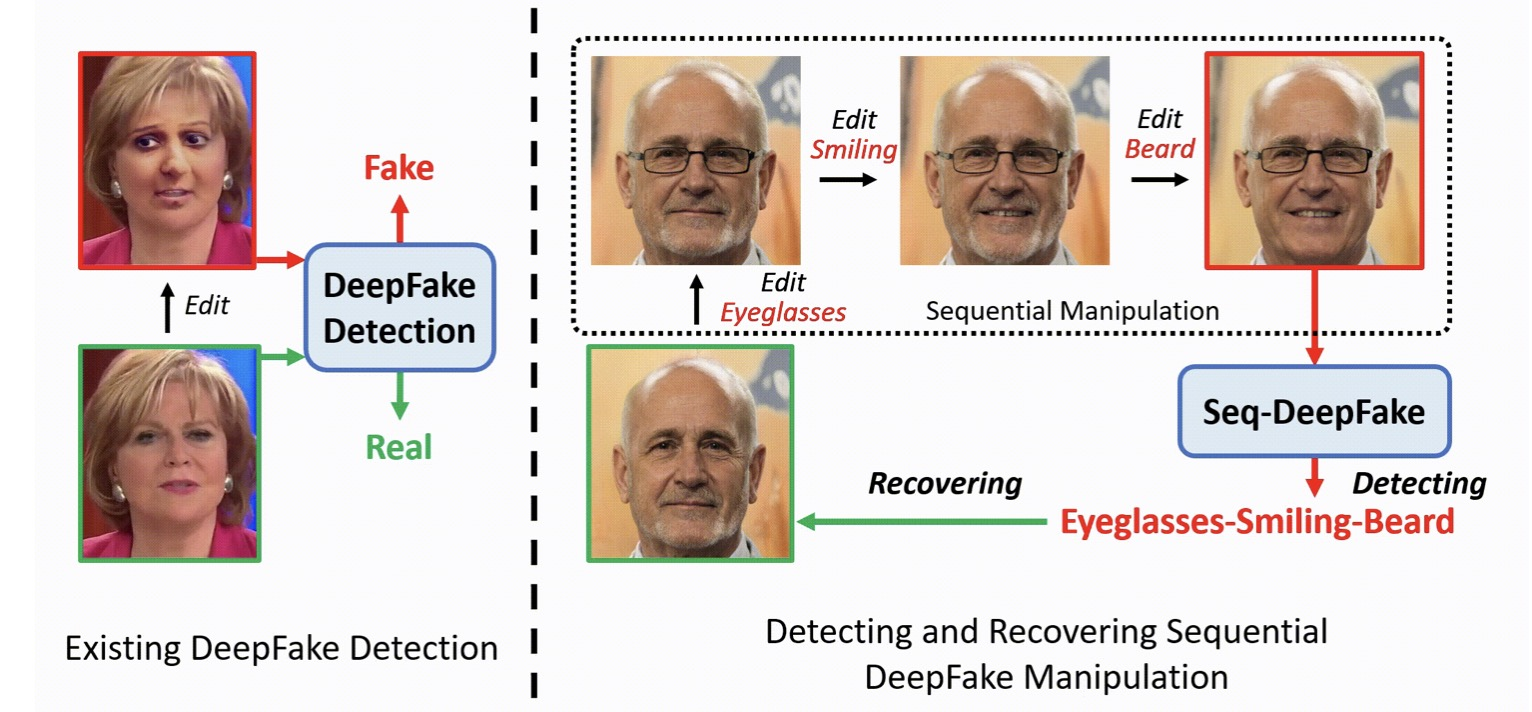 Fake
DeepFake
Detection
Edit
Real
Existing DeepFake Detection
Edit
Smiling
Edit
Beard
Edit
Eyeglasses
Sequential Manipulation
Seq-DeepFake
Recovering
Detecting
Eyeglasses-Smiling-Beard
Detecting and Recovering Sequential
DeepFake Manipulation